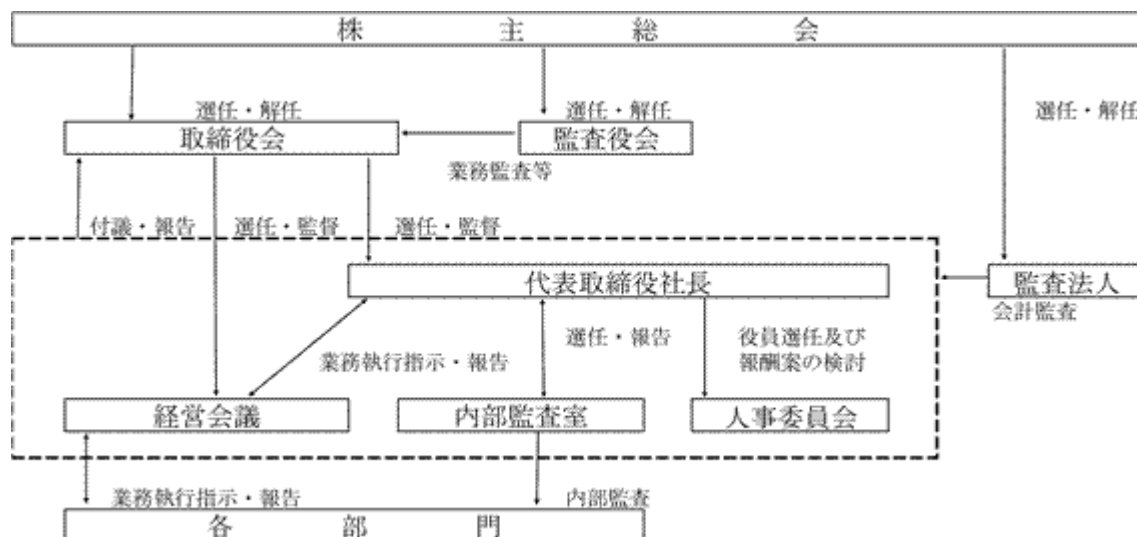 株主総会
選任・解任
選任・解任
選任・解任
取締役会
監査役会
業務監査等
付議・報告
選任・監督
選任・監督
代表取締役社長
監査法人
会計監査
選任・報告
役員選任及び
報酬案の検討
業務執行指示・報告
経営会議
内部監査室
人事委員会
業務執行指示・報告
内部監査
各部門